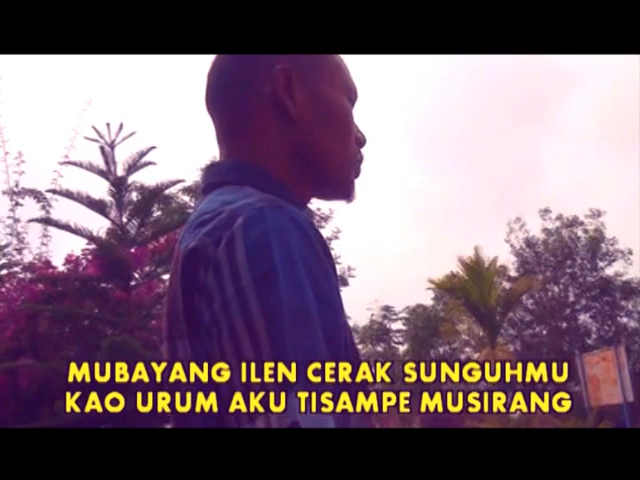 MUBAYANG ILEN CERAK SUNGUHMU
KAO URUM AKU TISAMPE MUSIRANG